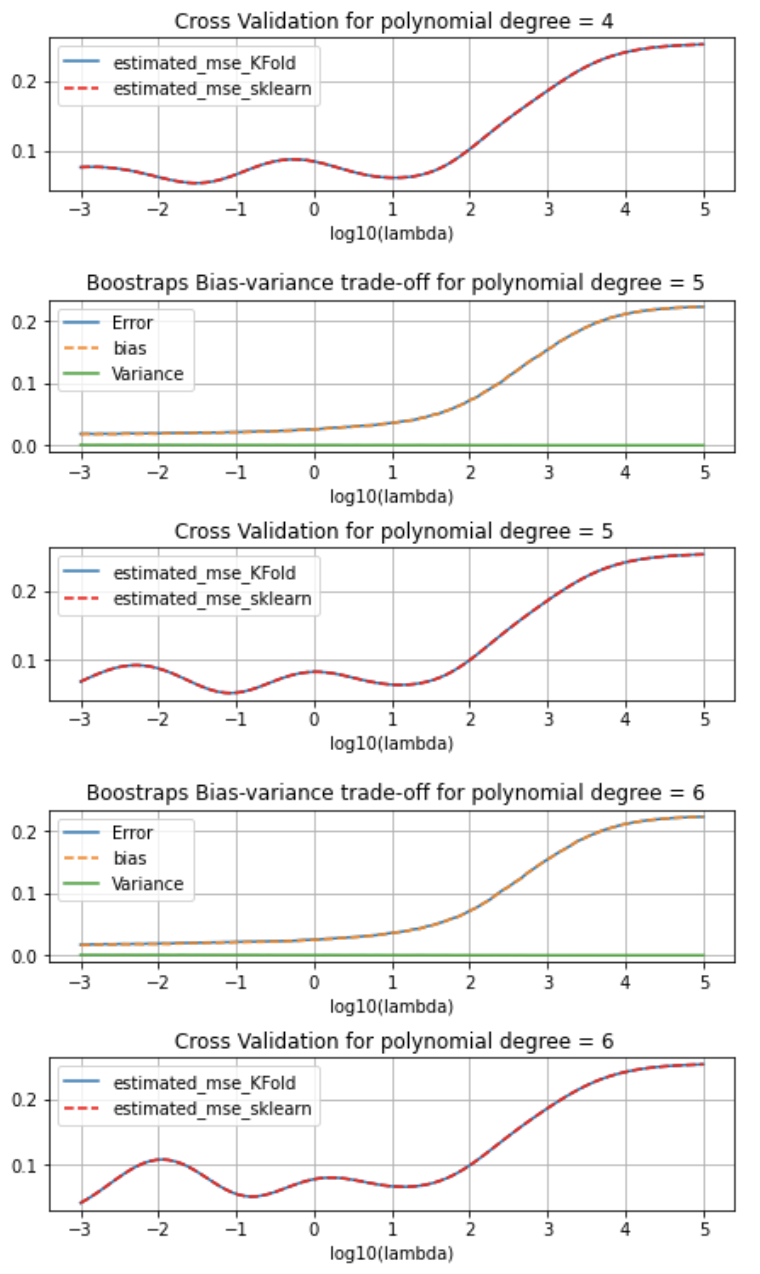 Cross Validation for polynomial degree = 4
estimated_mse_KFold
estimated_mse_sklearn
0.2
0.1
−3 −2 −1 0 1 2 3 4 5
log10(lambda)
Boostraps Bias-variance trade-off for polynomial degree = 5
Error
bias
Variance
0.2
0.1
0.0
−3 −2 −1 0 1 2 3 4 5
log10(lambda)
Cross Validation for polynomial degree = 5
estimated_mse_KFold
estimated_mse_sklearn
0.2
0.1
−3 −2 −1 0 1 2 3 4 5
log10(lambda)
Boostraps Bias-variance trade-off for polynomial degree = 6
Error
bias
Variance
0.2
0.1
0.0
−3 −2 −1 0 1 2 3 4 5
log10(lambda)
Cross Validation for polynomial degree = 6
estimated_mse_KFold
estimated_mse_sklearn
0.2
0.1
−3 −2 −1 0 1 2 3 4 5
log10(lambda)